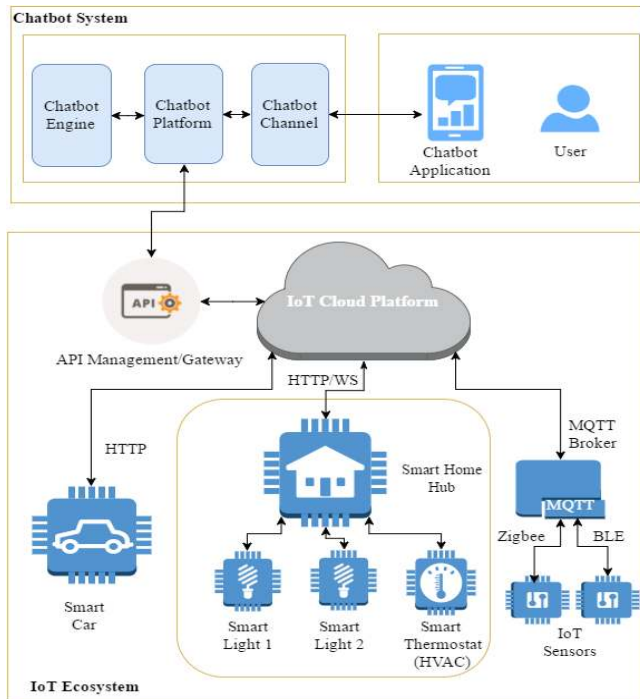 Chatbot System
Chatbot
Engine
Chatbot
Platform
Chatbot
Channel
Chatbot
Application
User
API
IoT Cloud Platform
API Management/Gateway
HTTP/WS
HTTP
MQTT
Broker
Smart Home
Hub
MQTT
Zigbee
BLE
Smart
Car
Smart
Light 1
Smart
Light 2
Smart
Thermostat
(HVAC)
IoT
Sensors
IoT Ecosystem